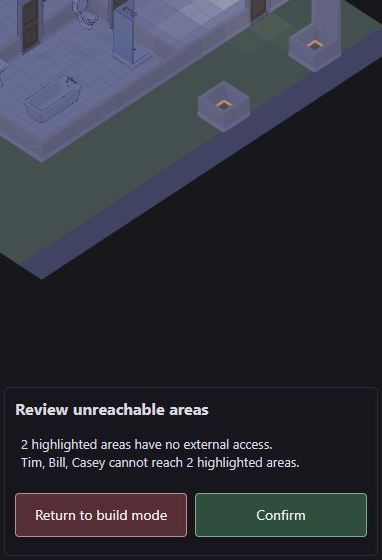 Review unreachable areas
2 highlighted areas have no external access.
Tim, Bill, Casey cannot reach 2 highlighted areas.
Return to build mode
Confirm